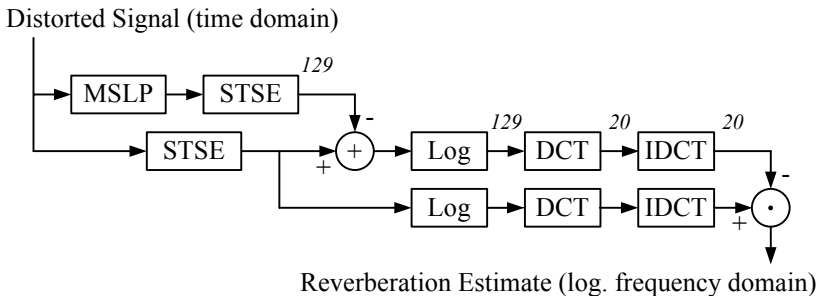 Distorted Signal (time domain)
129
MSLP STSE
-
129 20 20
STSE + + Log DCT IDCT
-
Log DCT IDCT + ·
Reverberation Estimate (log. frequency domain)